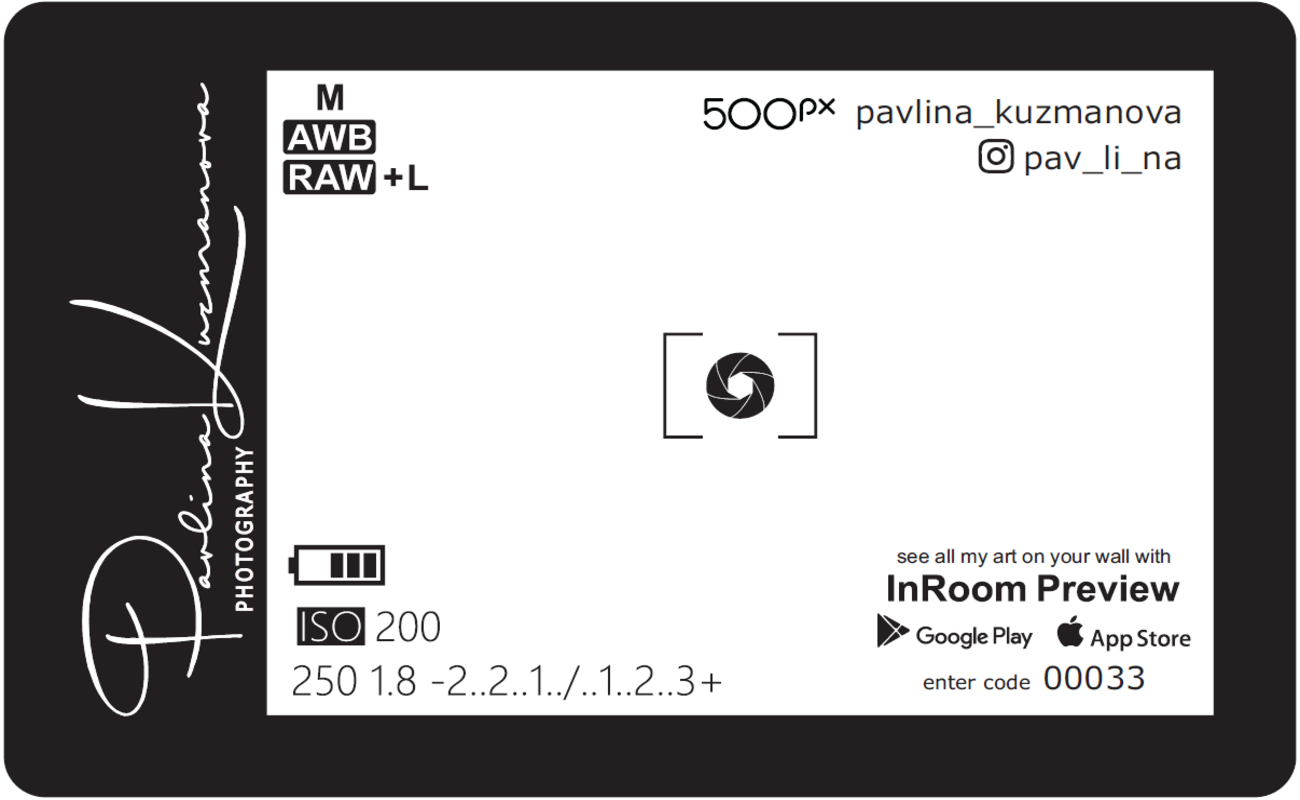 Pavlina Kuzmanova
PHOTOGRAPHY
M
AWB
RAW +L
500px pavlina_kuzmanova
pav_li_na
ISO 200
250 1.8 -2..2..1../..1..2..3+
see all my art on your wall with
InRoom Preview
Google Play App Store
enter code 00033